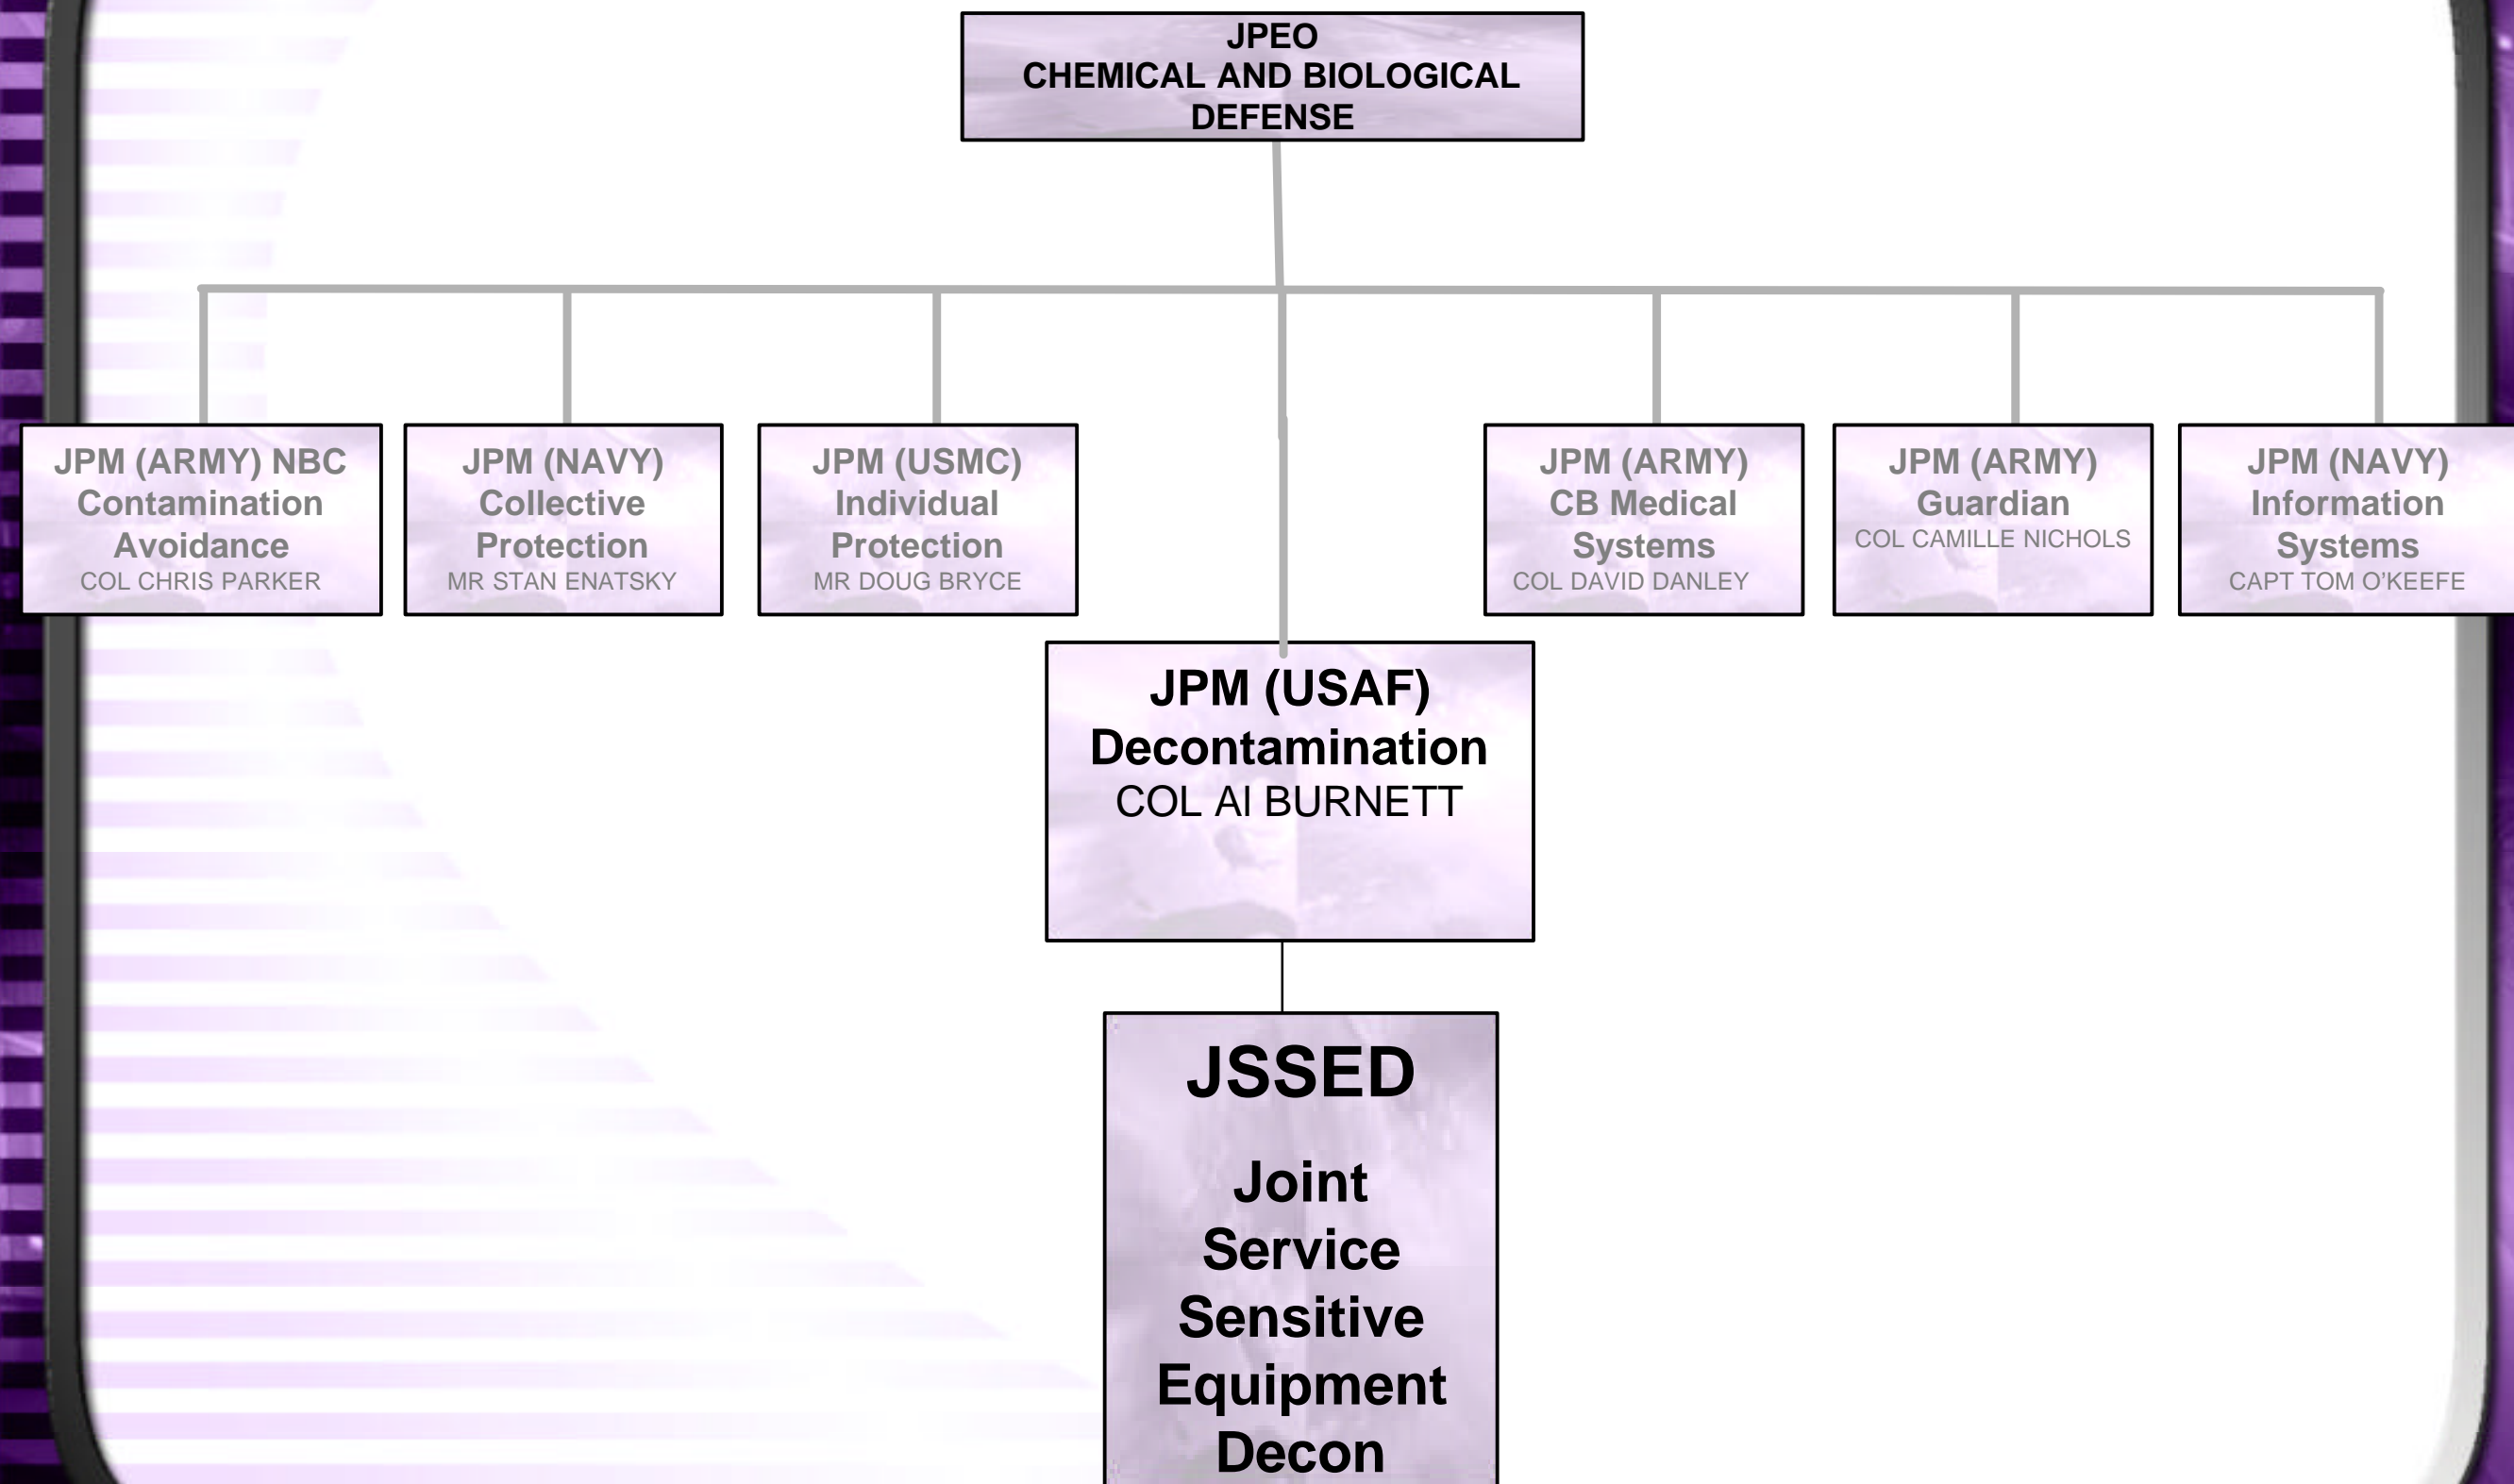 JPEO
CHEMICAL AND BIOLOGICAL
DEFENSE
JPM (ARMY) NBC
Contamination
Avoidance
COL CHRIS PARKER
JPM (NAVY)
Collective
Protection
MR STAN ENATSKY
JPM (USMC)
Individual
Protection
MR DOUG BRYCE
JPM (ARMY)
CB Medical
Systems
COL DAVID DANLEY
JPM (ARMY)
Guardian
COL CAMILLE NICHOLS
JPM (NAVY)
Information
Systems
CAPT TOM O’KEEFE
JPM (USAF)
Decontamination
COL Al BURNETT
JSSED
Joint
Service
Sensitive
Equipment
Decon